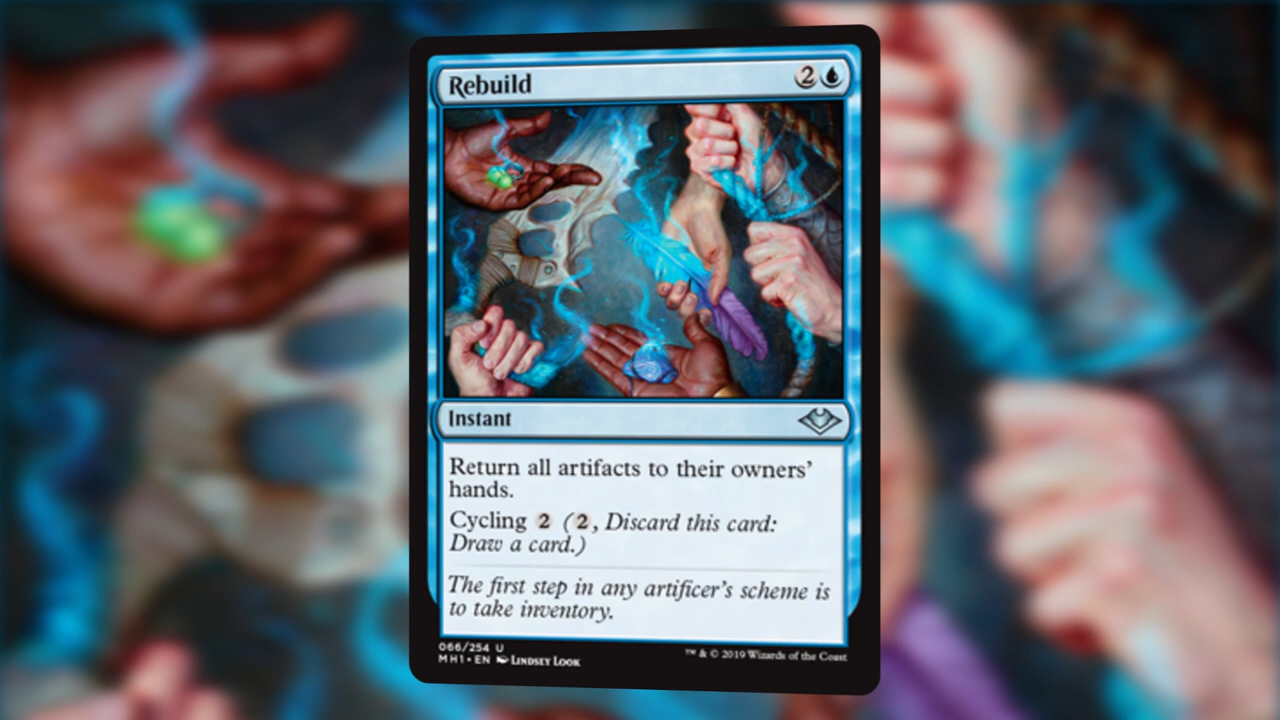 Rebuild 2
Instant
Return all artifacts to their owners’
hands.
Cycling 2 (2, Discard this card:
Draw a card.)
The first step in any artificer’s scheme is
to take inventory.
066/254 U
MH1 • EN Lindsey Look
™ & © 2019 Wizards of the Coast